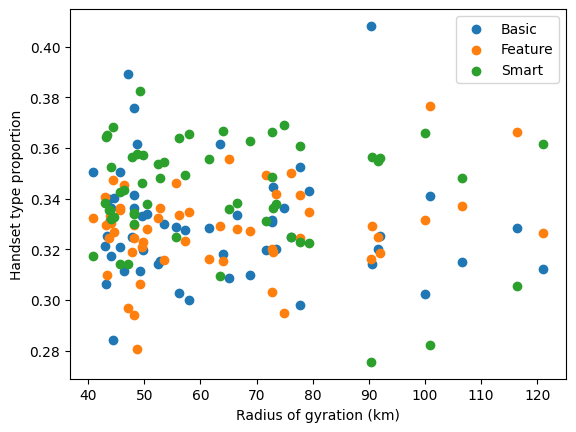 Basic
Feature
Smart
0.40
0.38
0.36
0.34
0.32
0.30
0.28
Handset type proportion
40 50 60 70 80 90 100 110 120
Radius of gyration (km)